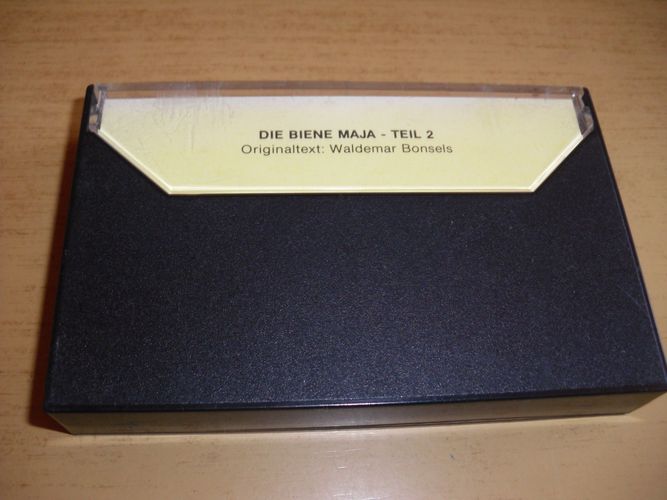 DIE BIENE MAJA - TEIL 2
Originaltext: Waldemar Bonsels